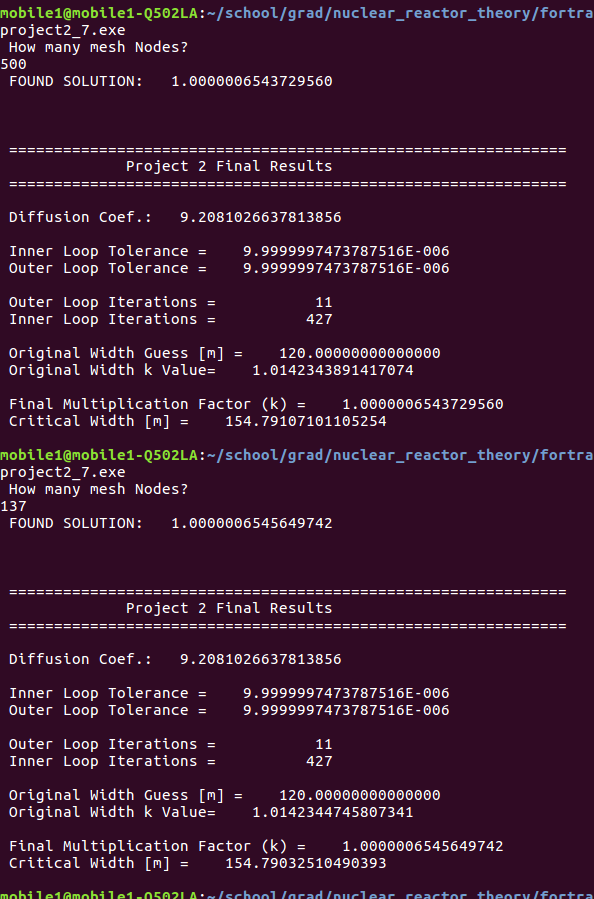 mobile1@mobile1-Q502LA:~/school/grad/nuclear_reactor_theory/fortra
project2_7.exe
How many mesh Nodes?
500
FOUND SOLUTION:   1.0000006543729560
==============================================================
Project 2 Final Results
==============================================================
Diffusion Coef.:   9.2081026637813856
Inner Loop Tolerance =    9.9999997473787516E-006
Outer Loop Tolerance =    9.9999997473787516E-006
Outer Loop Iterations =           11
Inner Loop Iterations =          427
Original Width Guess [m] =    120.00000000000000
Original Width k Value=    1.0142343891417074
Final Multiplication Factor (k) =    1.0000006543729560
Critical Width [m] =    154.79107101105254
mobile1@mobile1-Q502LA:~/school/grad/nuclear_reactor_theory/fortra
project2_7.exe
How many mesh Nodes?
137
FOUND SOLUTION:   1.0000006545649742
==============================================================
Project 2 Final Results
==============================================================
Diffusion Coef.:   9.2081026637813856
Inner Loop Tolerance =    9.9999997473787516E-006
Outer Loop Tolerance =    9.9999997473787516E-006
Outer Loop Iterations =           11
Inner Loop Iterations =          427
Original Width Guess [m] =    120.00000000000000
Original Width k Value=    1.0142344745807341
Final Multiplication Factor (k) =    1.0000006545649742
Critical Width [m] =    154.79032510490393
mobile1@mobile1-Q502LA:~/school/grad/nuclear_reactor_theory/fortra